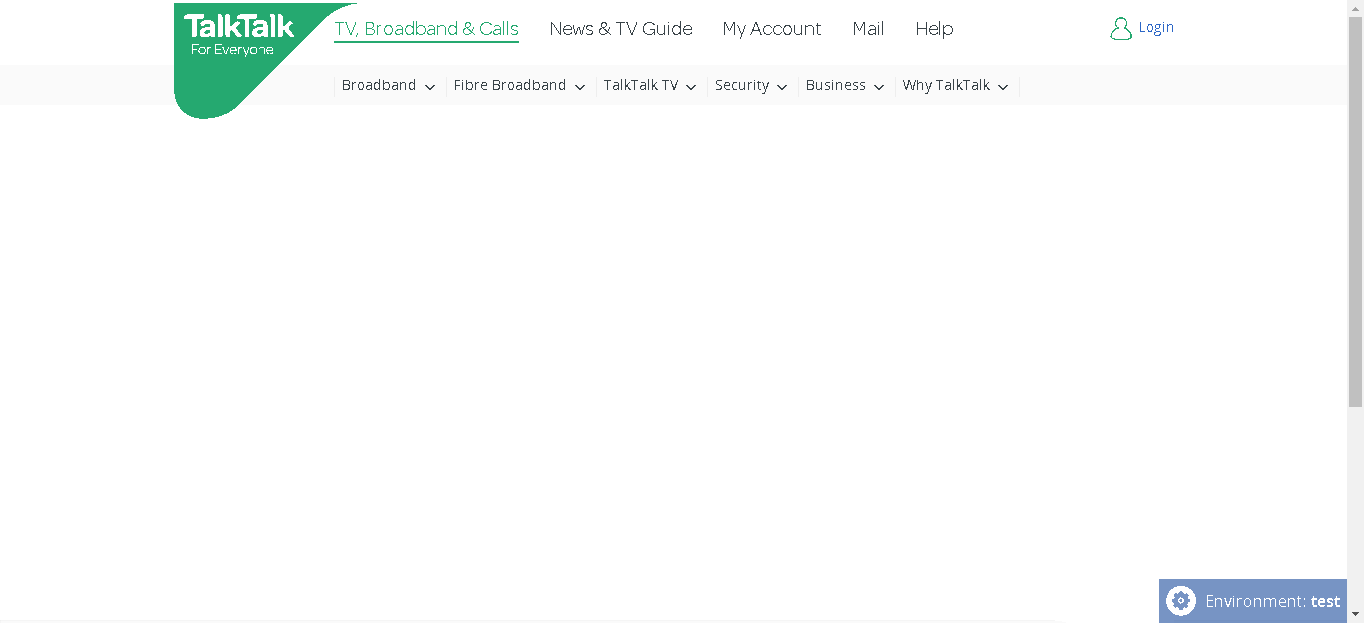 TalkTalk
For Everyone
TV, Broadband & Calls News & TV Guide My Account Mail Help Login
Broadband Fibre Broadband TalkTalk TV Security Business Why TalkTalk
Environment: test